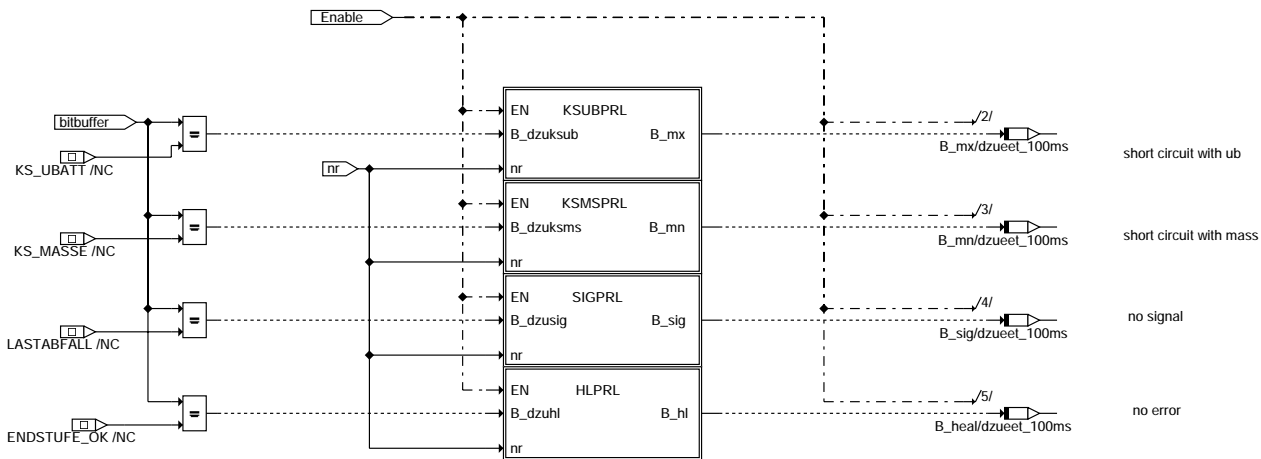 Enable
EN KSUBPRL
/2/
bitbuffer
=
B_dzuksub B_mx
B_mx/dzueet_100ms
short circuit with ub
KS_UBATT /NC
nr
nr
EN KSMSPRL
/3/
=
B_dzuksms B_mn
B_mn/dzueet_100ms
short circuit with mass
KS_MASSE /NC
nr
EN SIGPRL
/4/
=
B_dzusig B_sig
B_sig/dzueet_100ms
no signal
LASTABFALL /NC
nr
EN HLPRL
/5/
=
B_dzuhl B_hl
B_heal/dzueet_100ms
no error
ENDSTUFE_OK /NC
nr